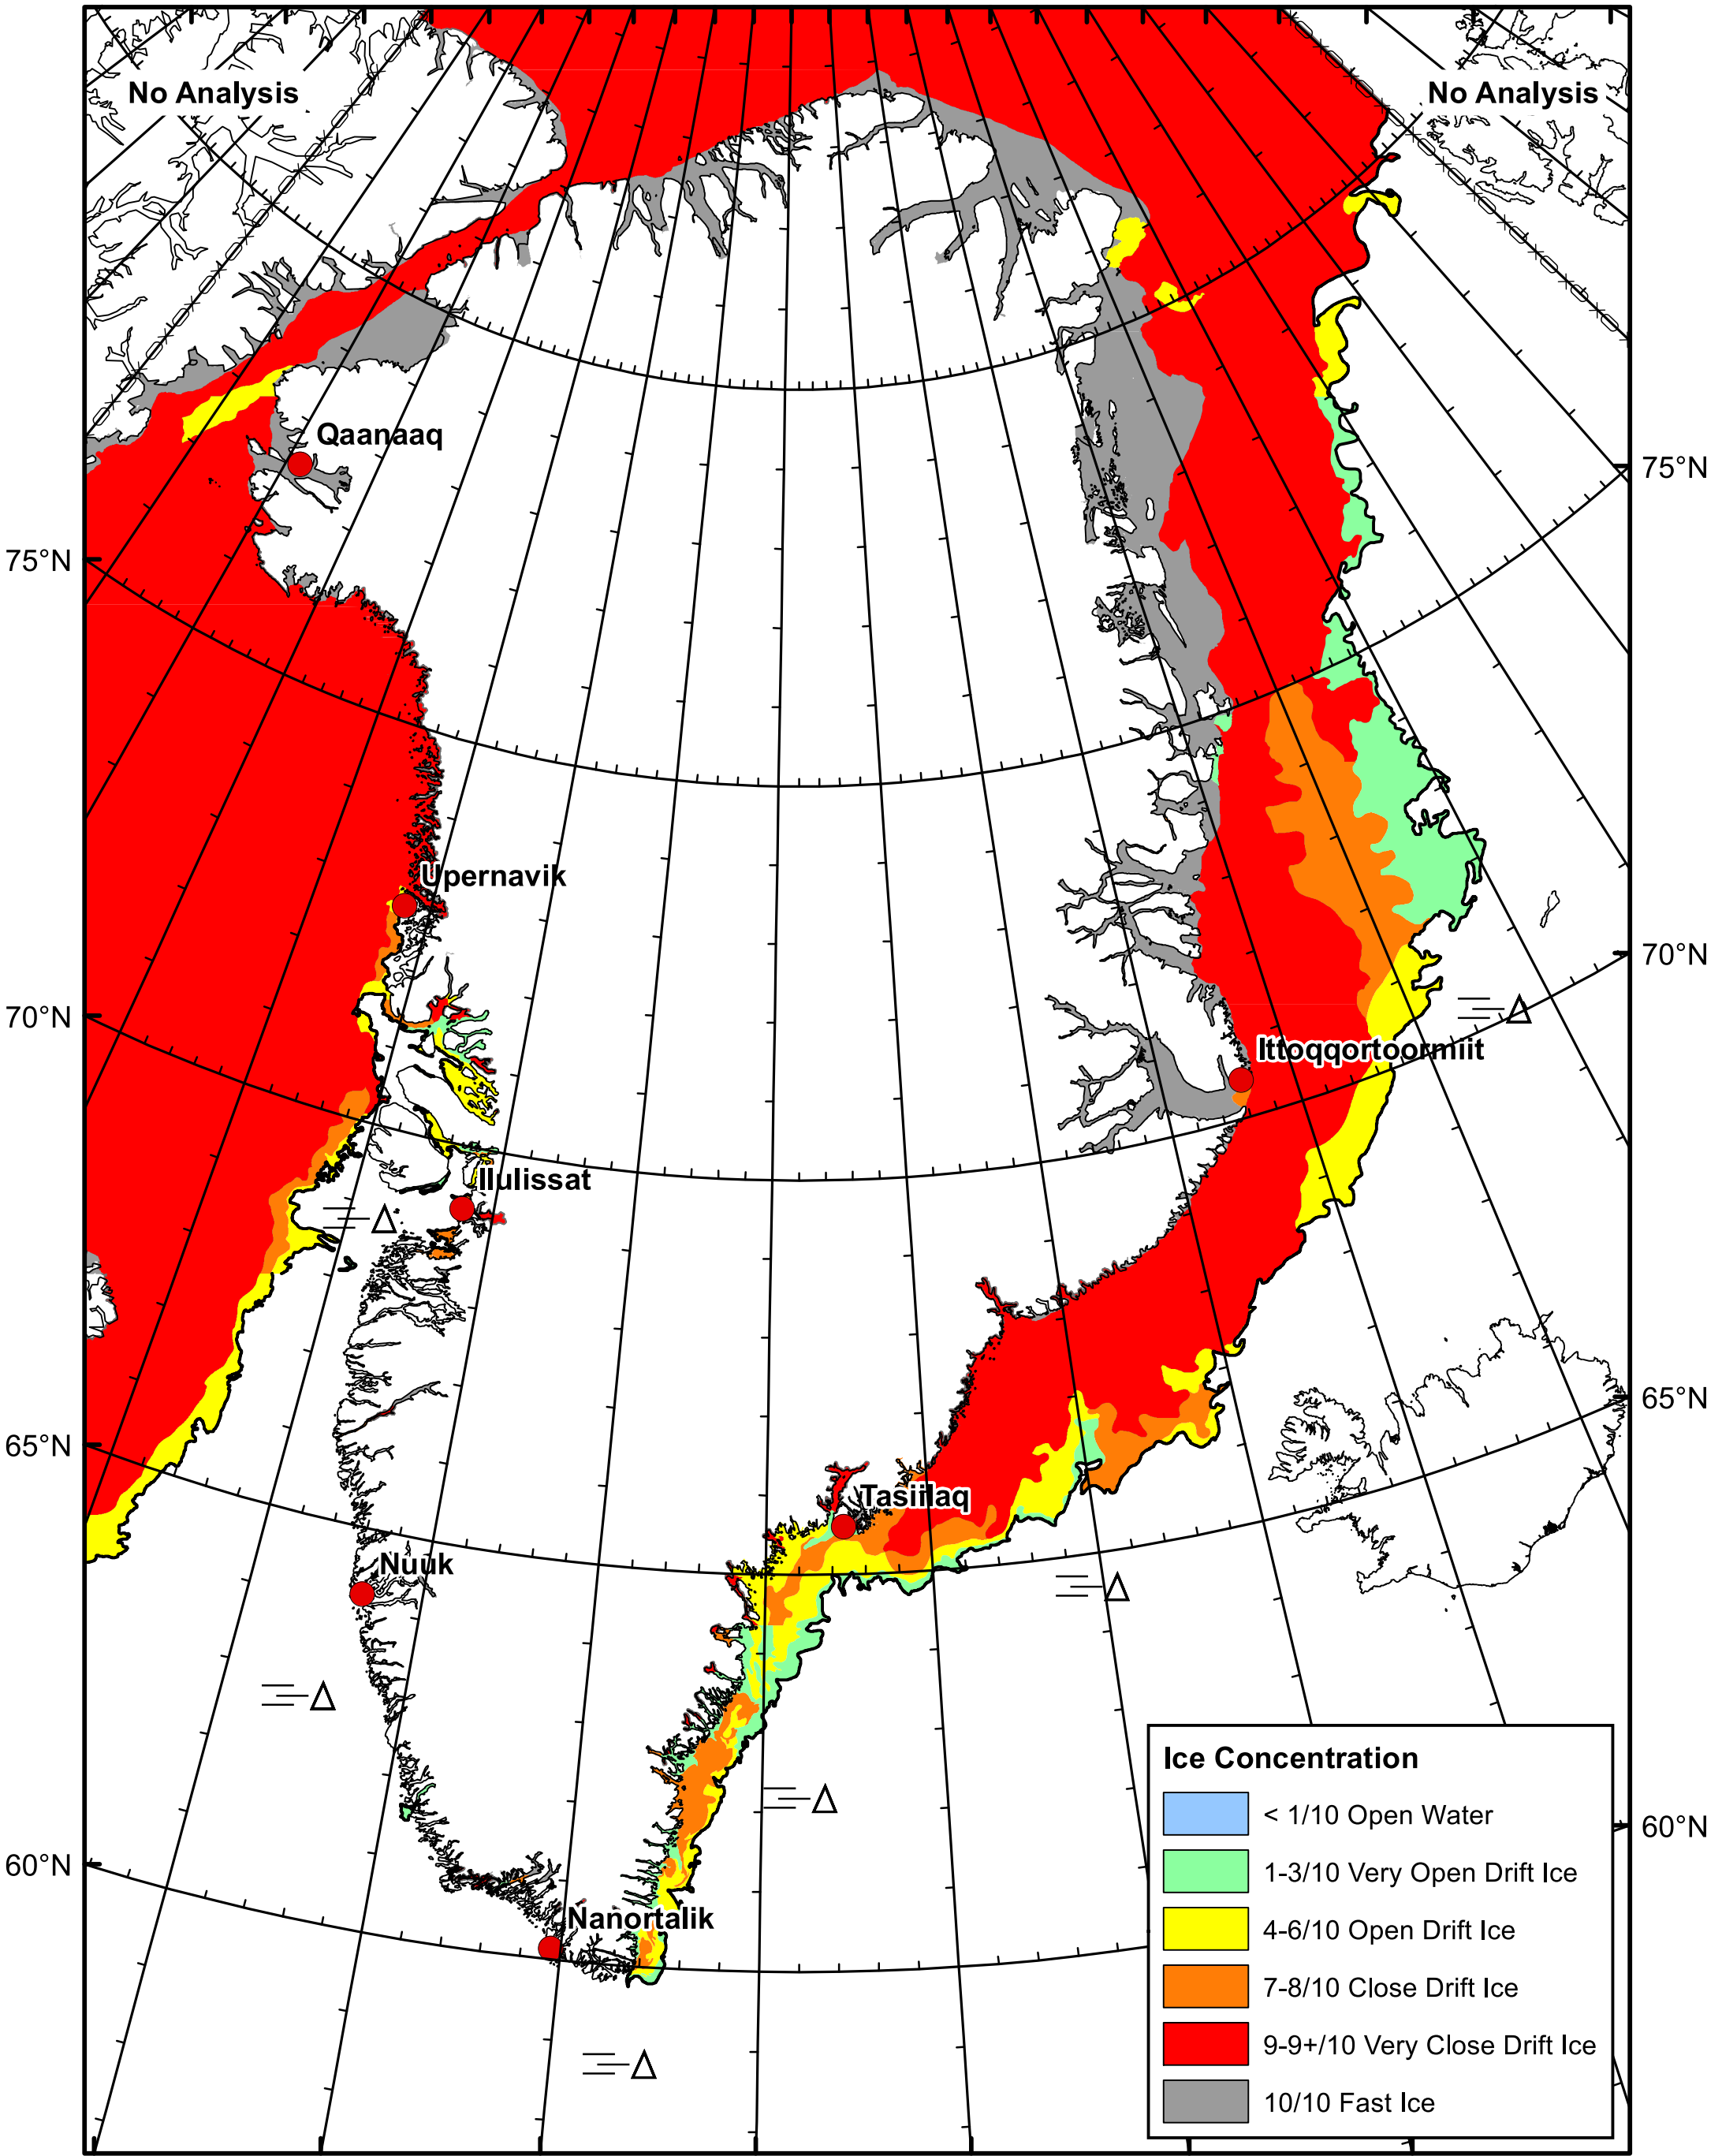 No Analysis
No Analysis
Qaanaaq
75°N
75°N
Upernavik
70°N
70°N
Ittoqqortoormiit
Ilulissat
65°N
65°N
Tasiilaq
Nuuk
60°N
60°N
Nanortalik
Ice Concentration
< 1/10 Open Water
1-3/10 Very Open Drift Ice
4-6/10 Open Drift Ice
7-8/10 Close Drift Ice
9-9+/10 Very Close Drift Ice
10/10 Fast Ice